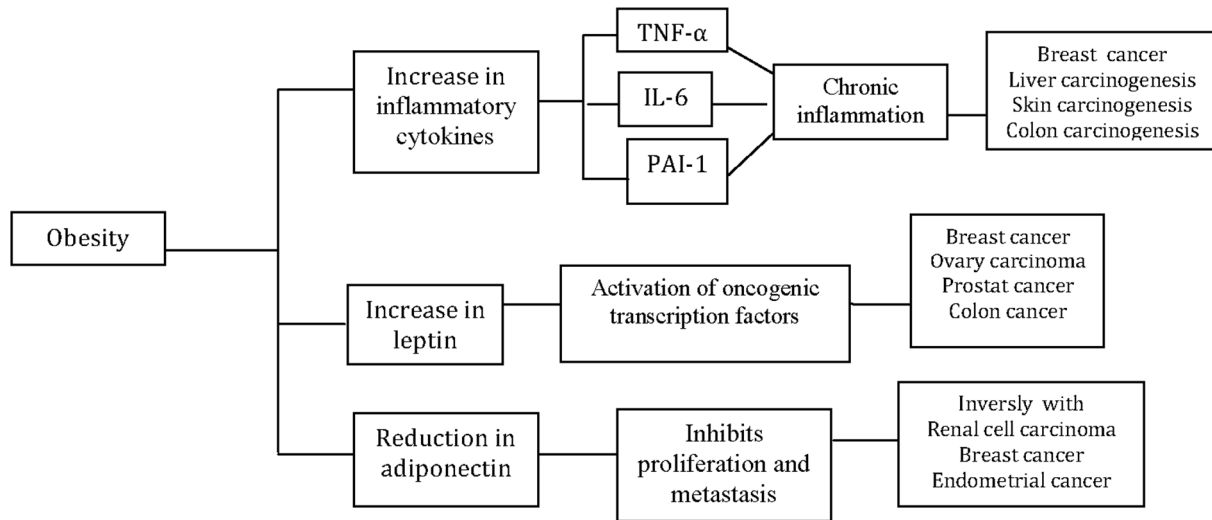 Obesity
Increase in
inflammatory
cytokines
TNF-α
IL-6
PAI-1
Chronic
inflammation
Breast cancer
Liver carcinogenesis
Skin carcinogenesis
Colon carcinogenesis
Increase in
leptin
Activation of oncogenic
transcription factors
Breast cancer
Ovary carcinoma
Prostat cancer
Colon cancer
Reduction in
adiponectin
Inhibits
proliferation and
metastasis
Inversly with
Renal cell carcinoma
Breast cancer
Endometrial cancer